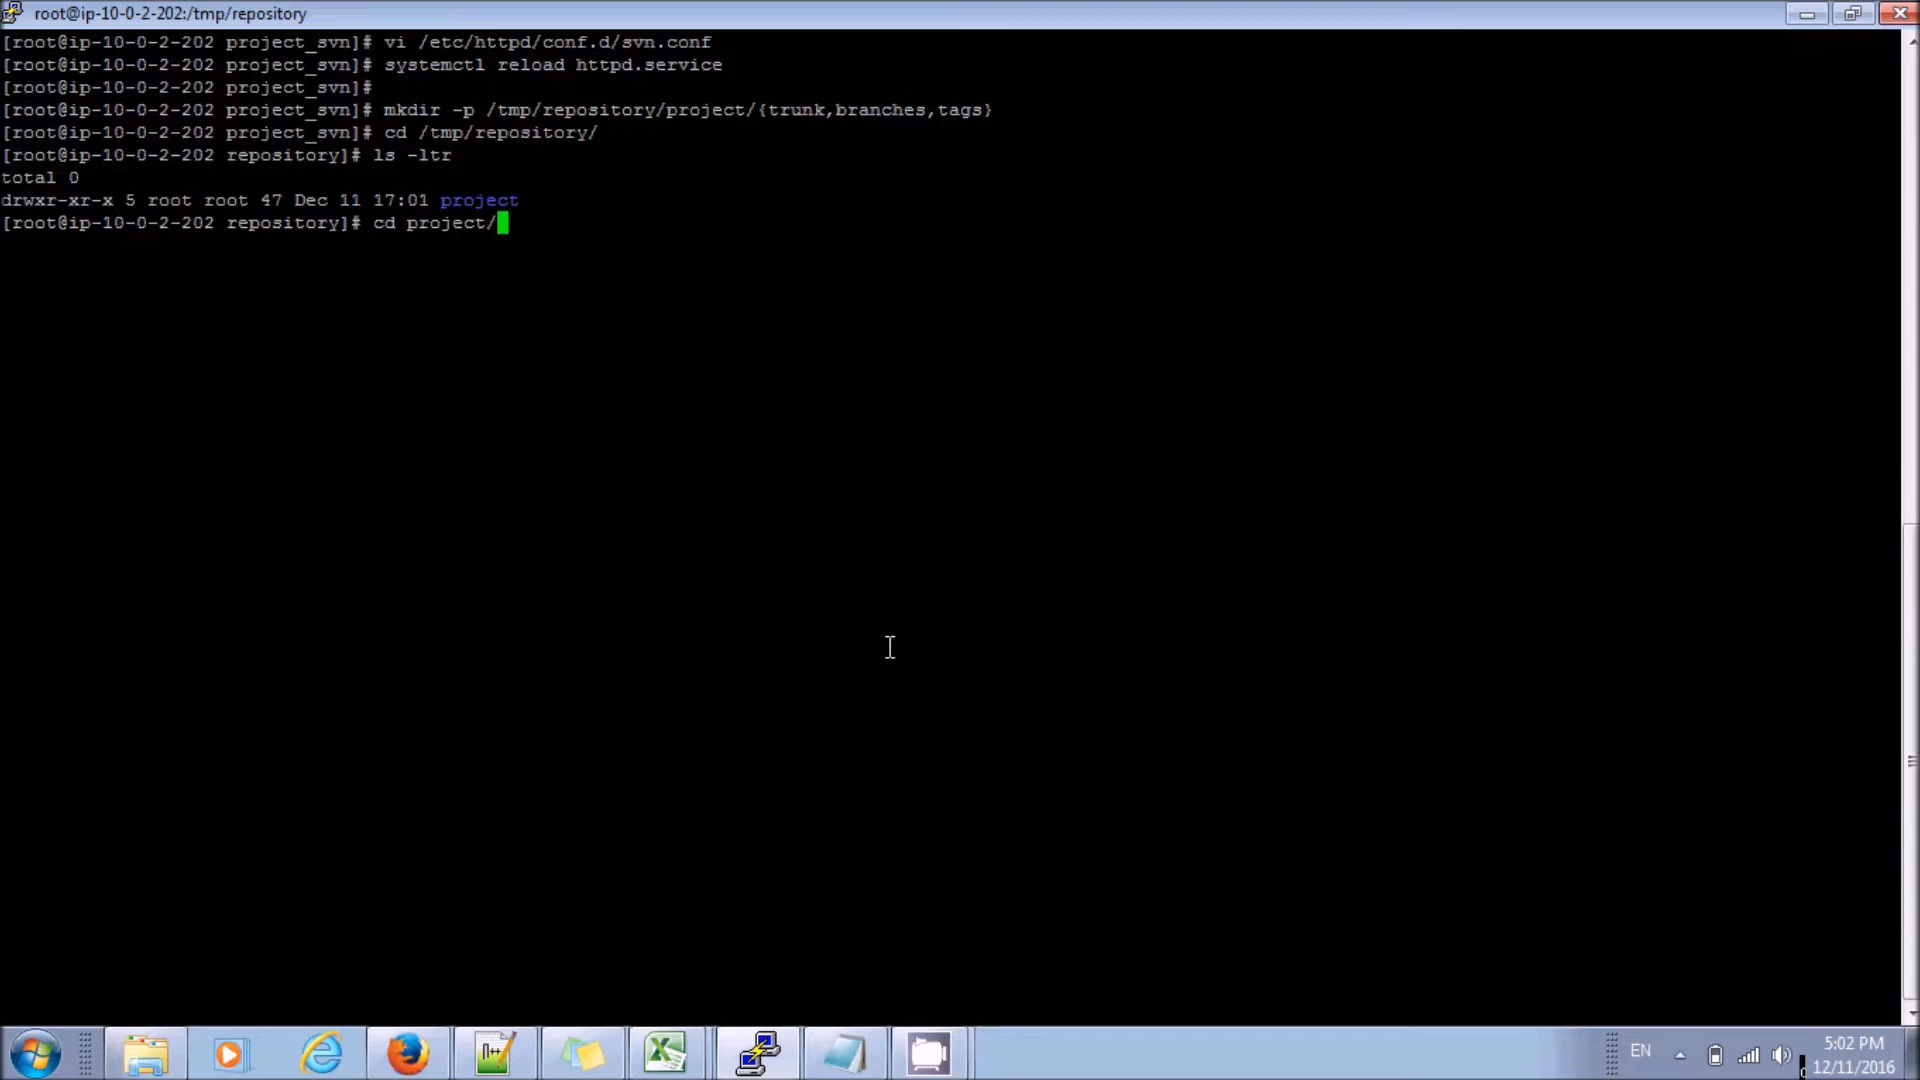 root@ip-10-0-2-202:/tmp/repository
[root@ip-10-0-2-202 project_svn]# vi /etc/httpd/conf.d/svn.conf
[root@ip-10-0-2-202 project_svn]# systemctl reload httpd.service
[root@ip-10-0-2-202 project_svn]#
[root@ip-10-0-2-202 project_svn]# mkdir -p /tmp/repository/project/{trunk,branches,tags}
[root@ip-10-0-2-202 project_svn]# cd /tmp/repository/
[root@ip-10-0-2-202 repository]# ls -ltr
total 0
drwxr-xr-x 5 root root 47 Dec 11 17:01 project
[root@ip-10-0-2-202 repository]# cd project/
EN
5:02 PM
12/11/2016